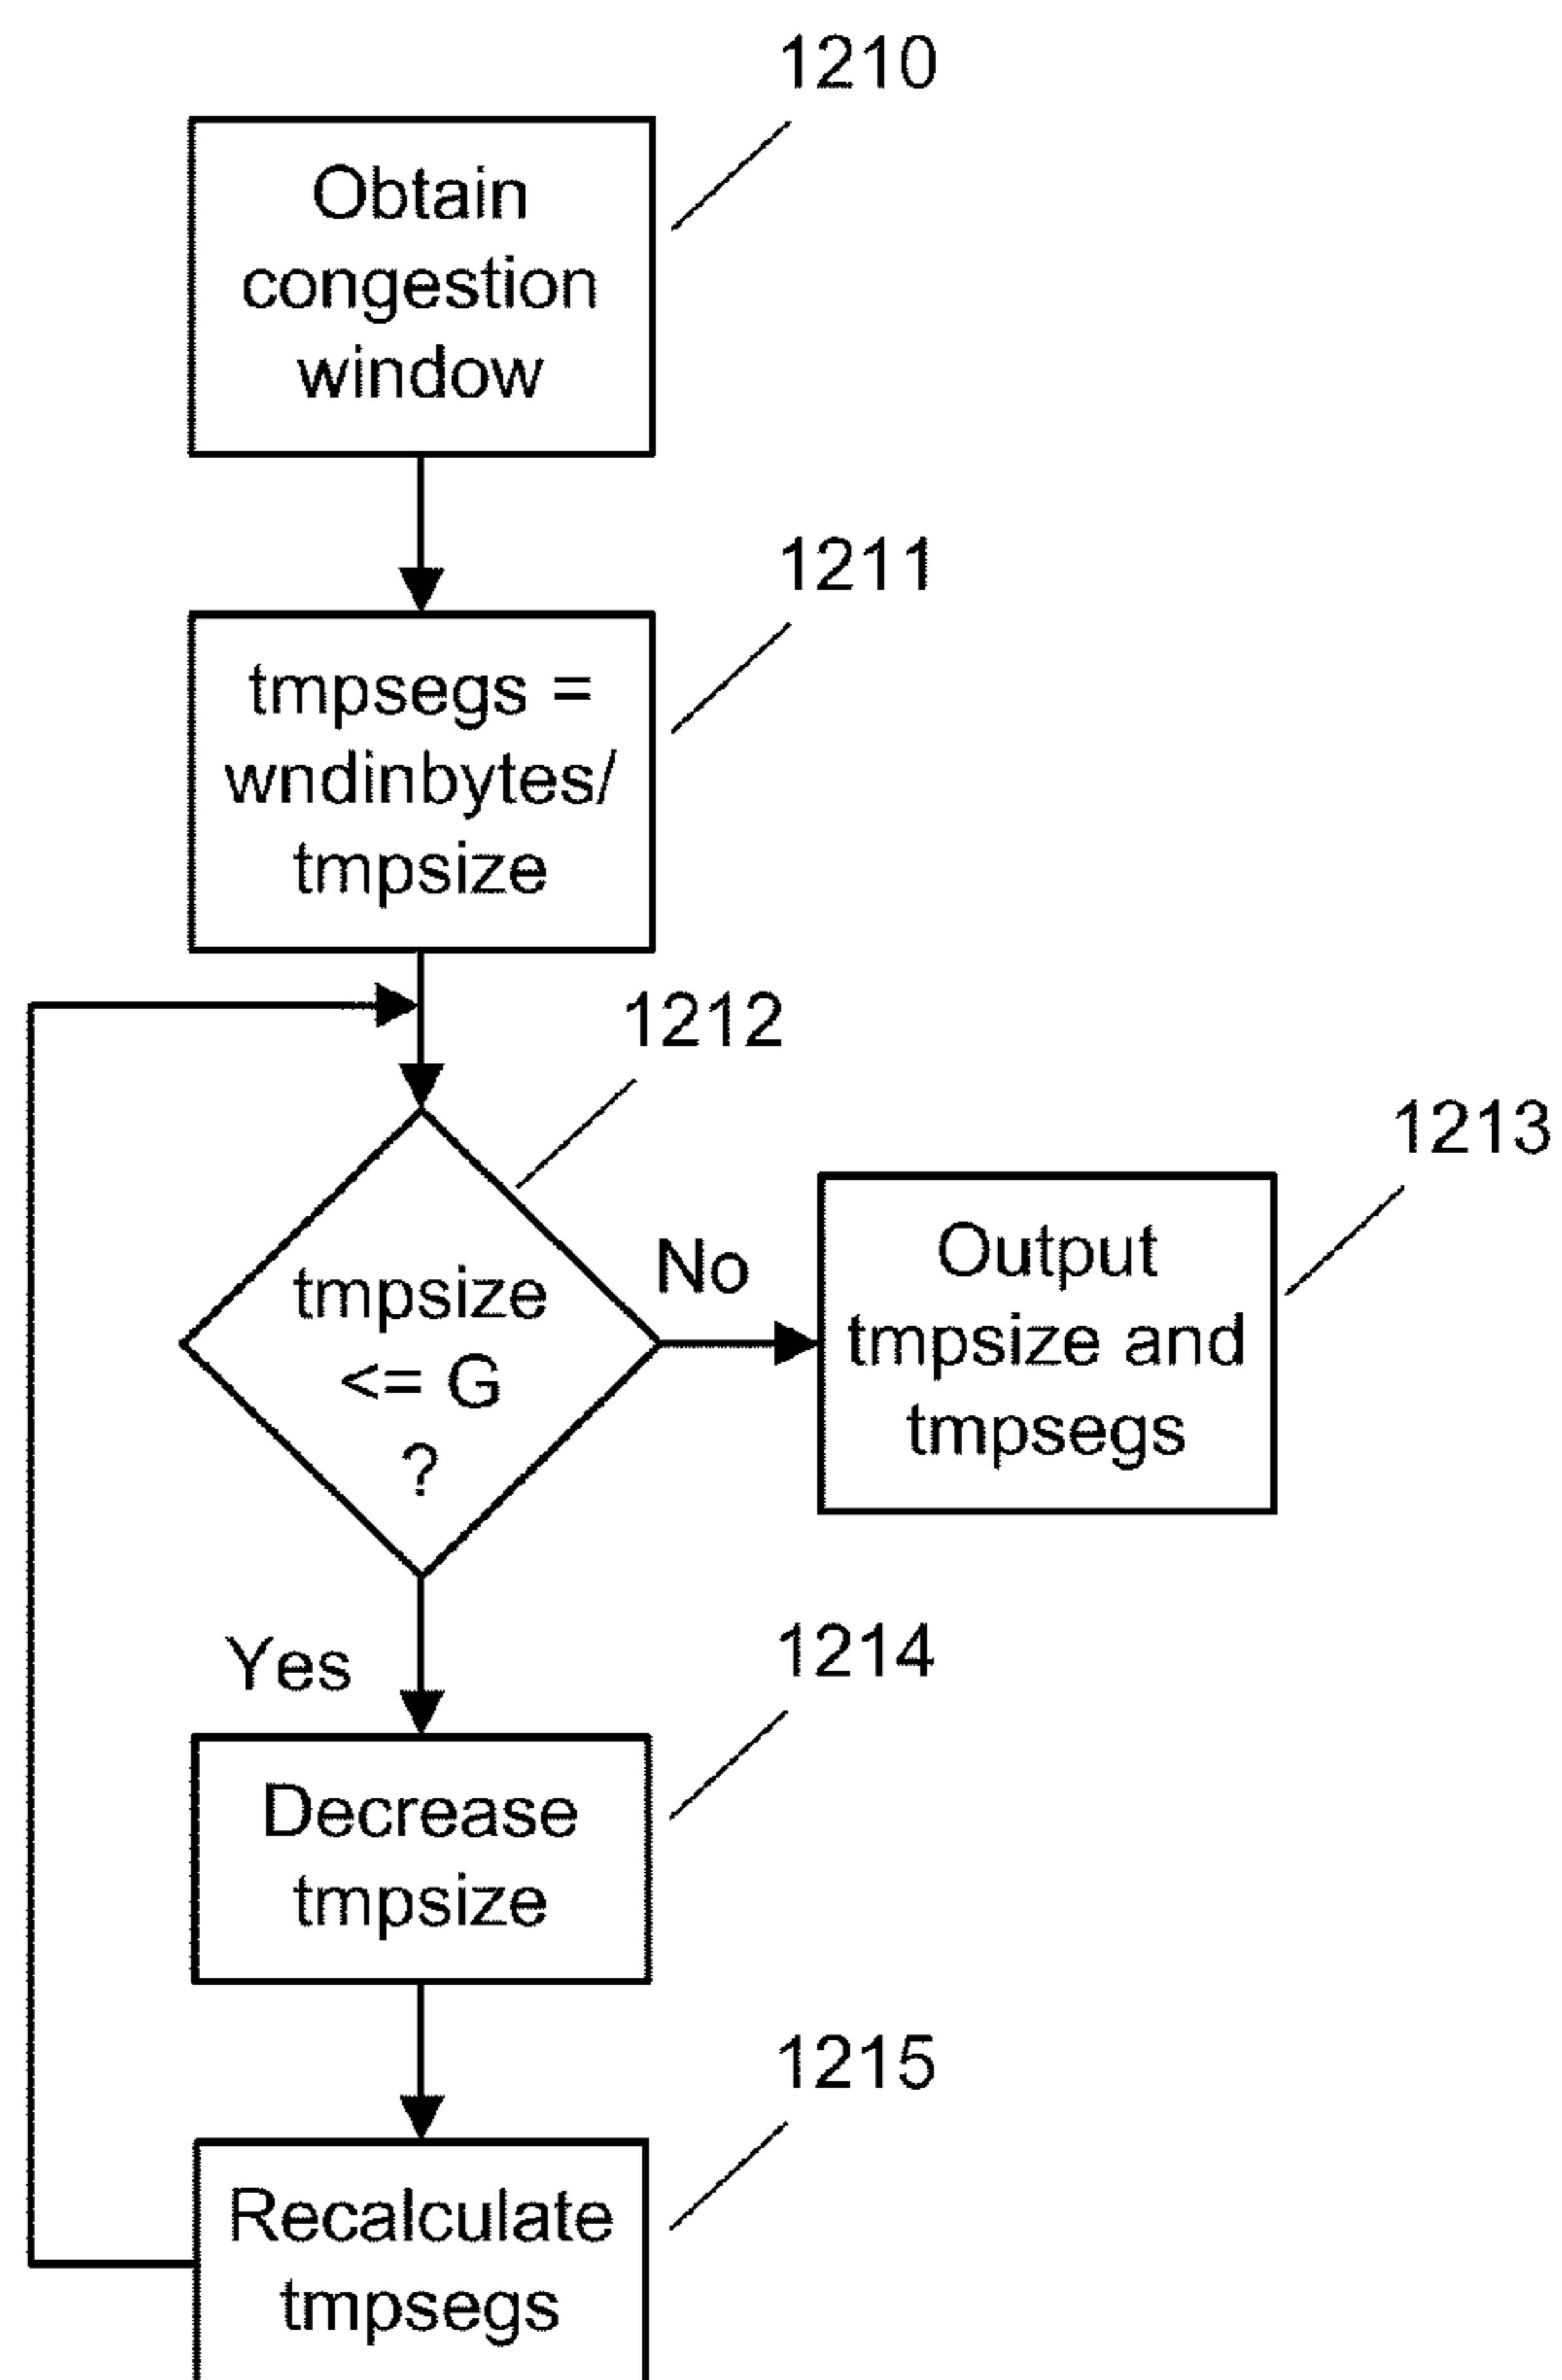 1210
Obtain
congestion
window
1211
tmpsegs =
wndinbytes/
tmpsize
1212
tmpsize
<= G
?
No
1213
Output
tmpsize and
tmpsegs
Yes
1214
Decrease
tmpsize
1215
Recalculate
tmpsegs